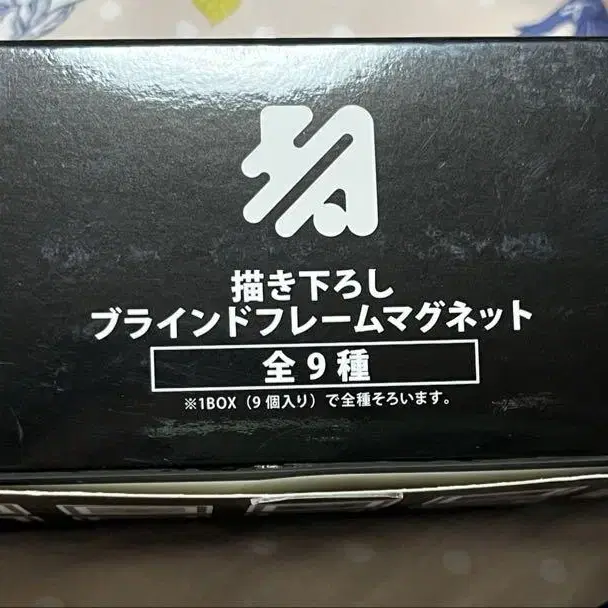 描き下ろし
ブラインドフレームマグネット
全9種
※1BOX（9個入り）で全種そろいます。